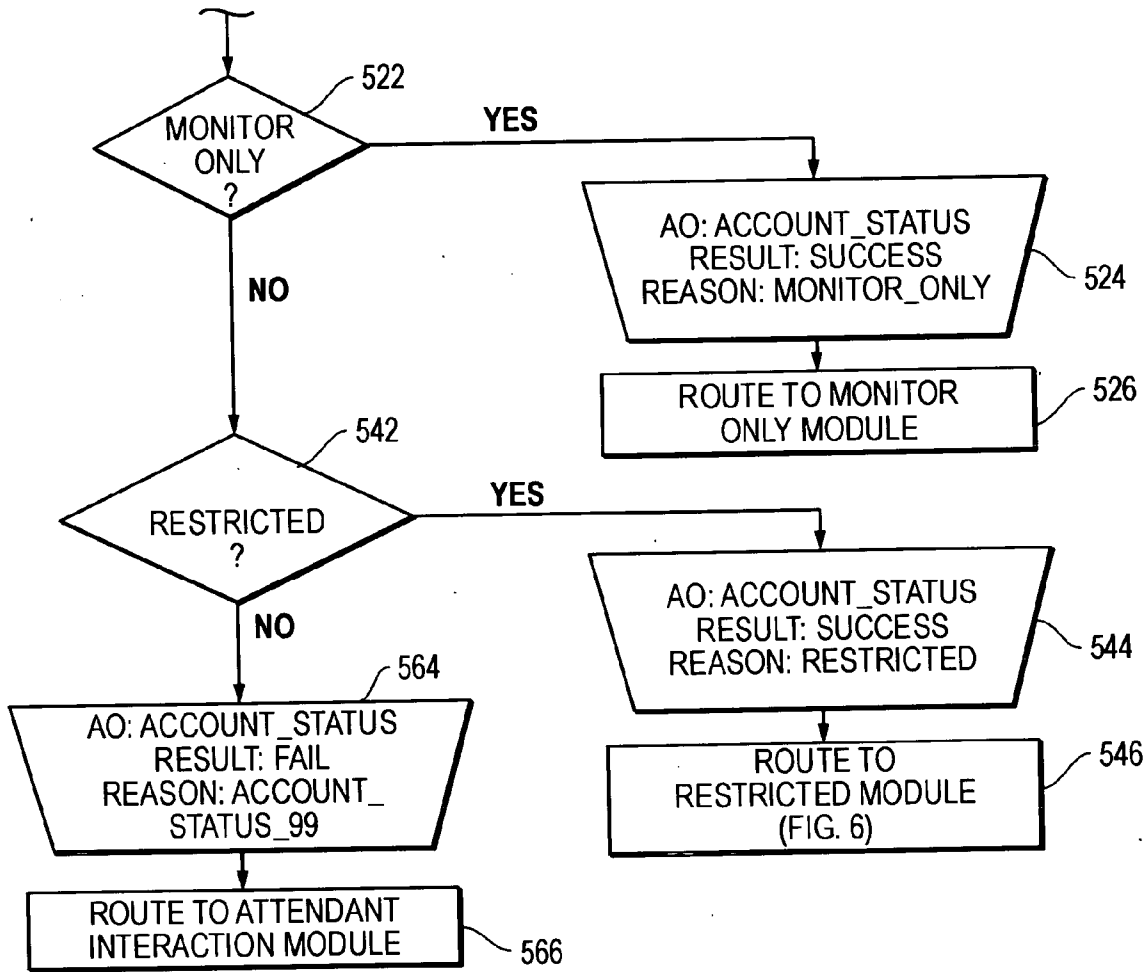 522
MONITOR
ONLY
?
YES
AO: ACCOUNT_STATUS
RESULT: SUCCESS
REASON: MONITOR_ONLY
524
NO
ROUTE TO MONITOR
ONLY MODULE
526
542
RESTRICTED
?
YES
AO: ACCOUNT_STATUS
RESULT: SUCCESS
REASON: RESTRICTED
544
NO
564
AO: ACCOUNT_STATUS
RESULT: FAIL
REASON: ACCOUNT_
STATUS_99
ROUTE TO
RESTRICTED MODULE
(FIG. 6)
546
ROUTE TO ATTENDANT
INTERACTION MODULE
566